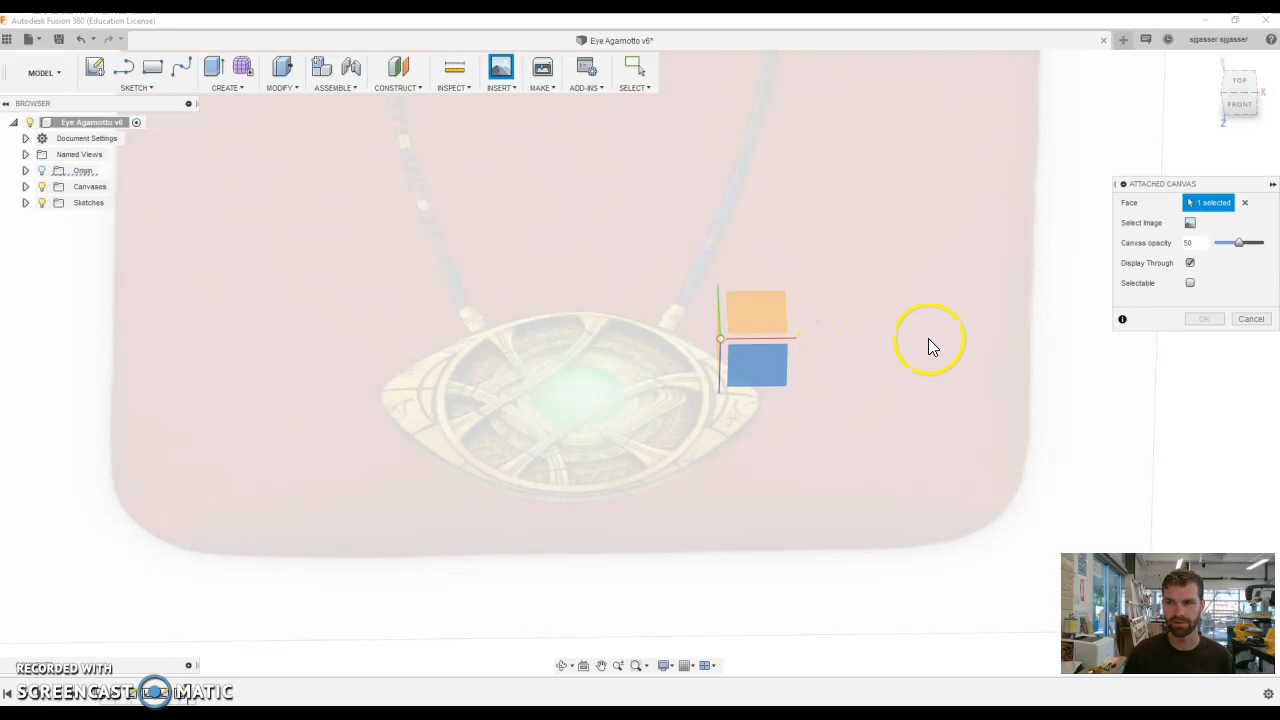 Autodesk Fusion 360 (Education License)
Eye Agamotto v6*
sjgasser sjgasser
MODEL
SKETCH
CREATE
MODIFY
ASSEMBLE
CONSTRUCT
INSPECT
INSERT
MAKE
ADD-INS
SELECT
TOP
FRONT
Y
X
Z
BROWSER
Eye Agamotto v6
Document Settings
Named Views
Origin
Canvases
Sketches
ATTACHED CANVAS
Face
1 selected
Select Image
Canvas opacity
50
Display Through
Selectable
OK
Cancel
RECORDED WITH
SCREENCAST MATIC